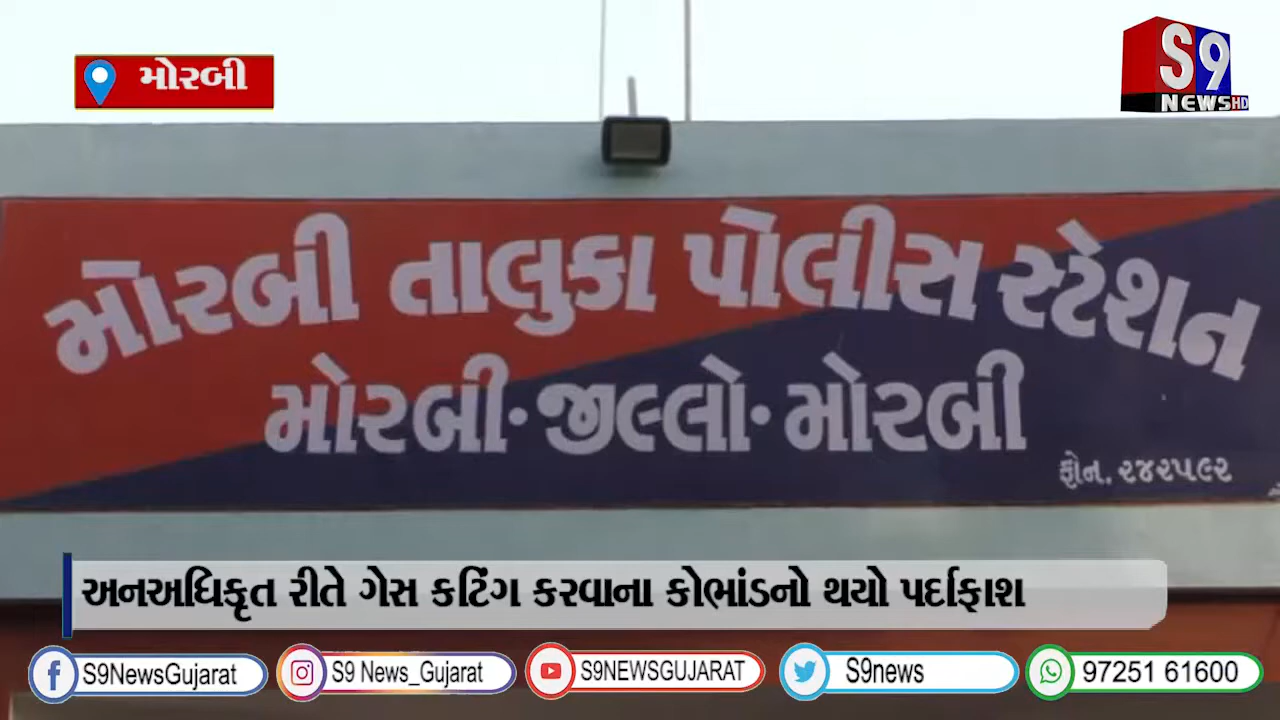 મોરબી
S9
NEWS HD
મોરબી તાલુકા પોલીસ સ્ટેશન
મોરબી·જીલ્લો·મોરબી
ફોન. ૨૪૨૫૯૨
અનઅધિકૃત રીતે ગેસ કટિંગ કરવાના કોભાંડનો થયો પર્દાફાશ
S9NewsGujarat
S9 News_Gujarat
S9NEWSGUJARAT
S9news
97251 61600